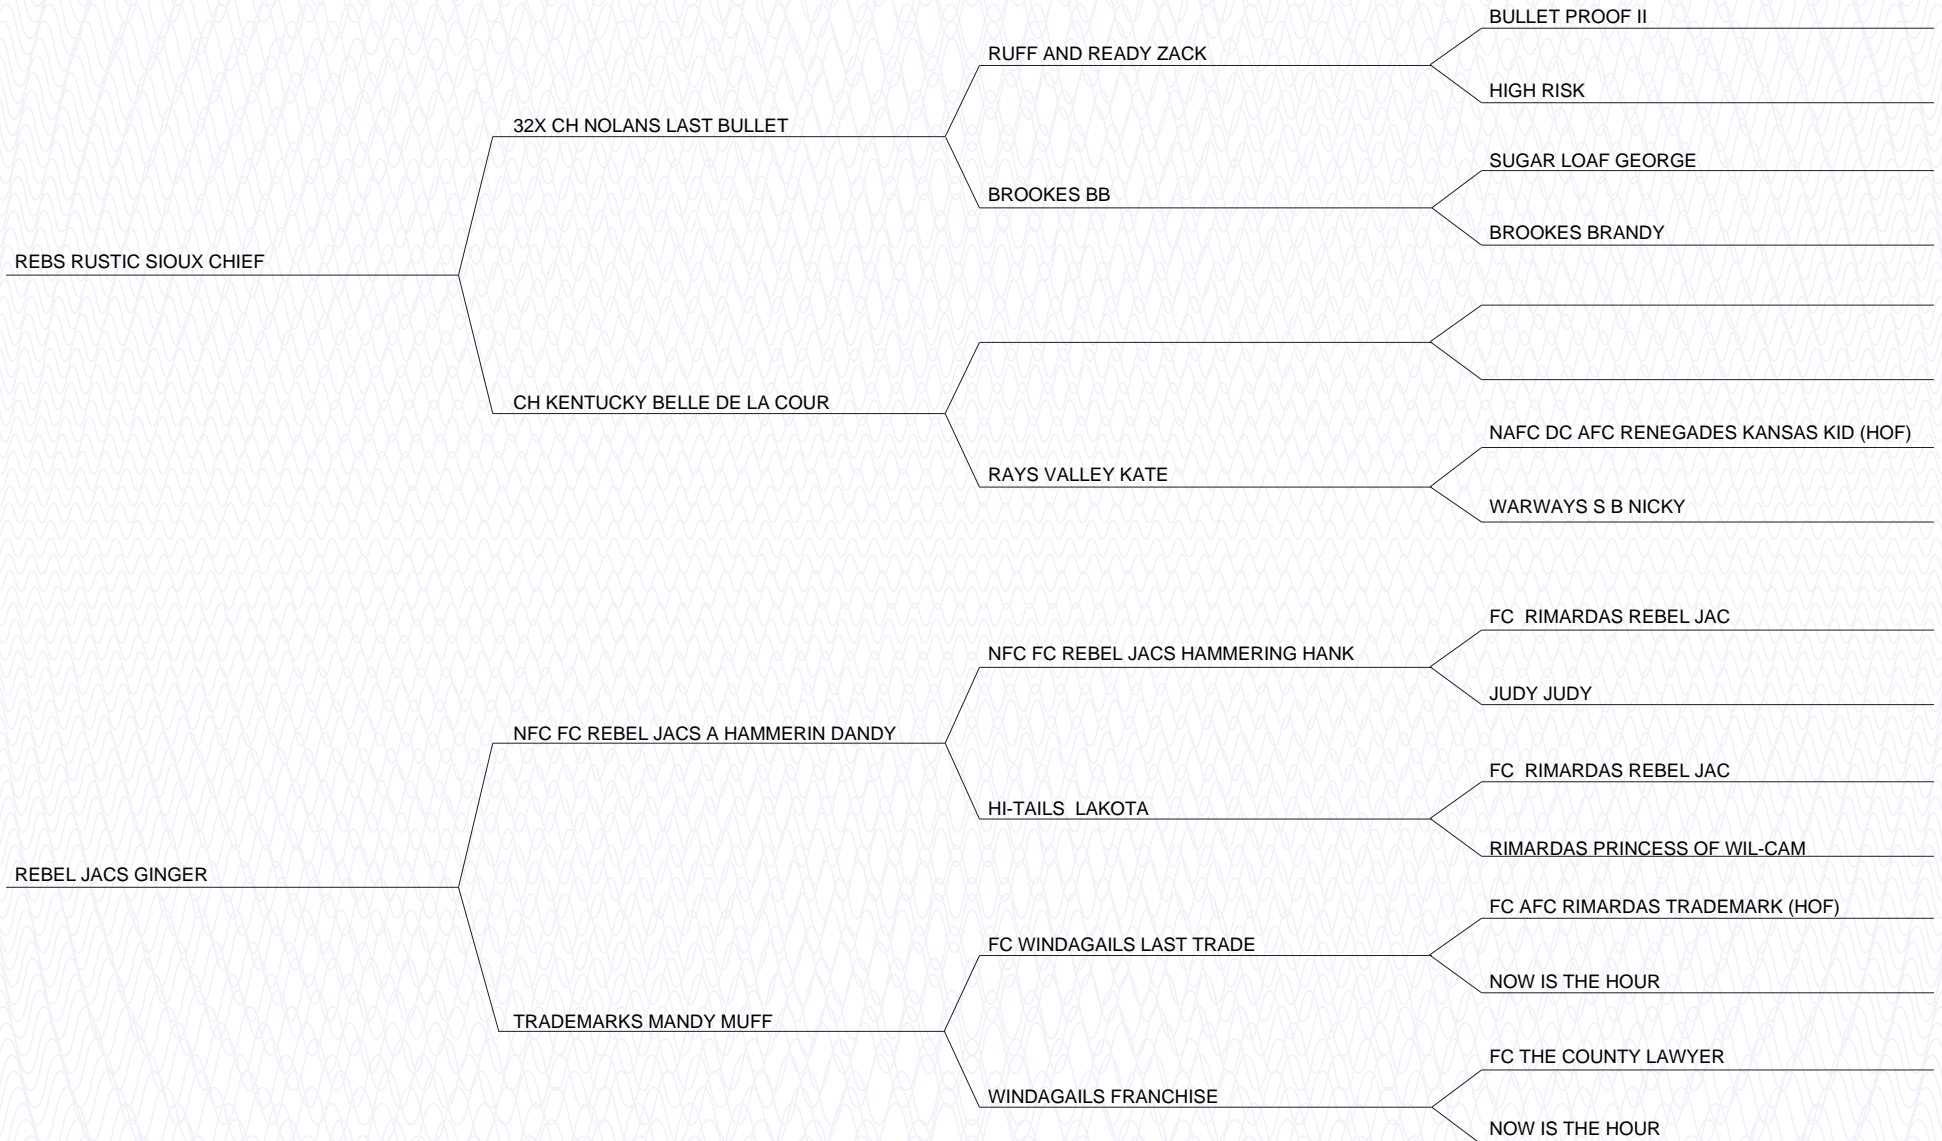 BULLET PROOF II
RUFF AND READY ZACK
HIGH RISK
32X CH NOLANS LAST BULLET
SUGAR LOAF GEORGE
BROOKES BB
BROOKES BRANDY
REBS RUSTIC SIOUX CHIEF
CH KENTUCKY BELLE DE LA COUR
NAFC DC AFC RENEGADES KANSAS KID (HOF)
RAYS VALLEY KATE
WARWAYS S B NICKY
FC  RIMARDAS REBEL JAC
NFC FC REBEL JACS HAMMERING HANK
JUDY JUDY
NFC FC REBEL JACS A HAMMERIN DANDY
FC  RIMARDAS REBEL JAC
HI-TAILS  LAKOTA
RIMARDAS PRINCESS OF WIL-CAM
REBEL JACS GINGER
FC AFC RIMARDAS TRADEMARK (HOF)
FC WINDAGAILS LAST TRADE
NOW IS THE HOUR
TRADEMARKS MANDY MUFF
FC THE COUNTY LAWYER
WINDAGAILS FRANCHISE
NOW IS THE HOUR